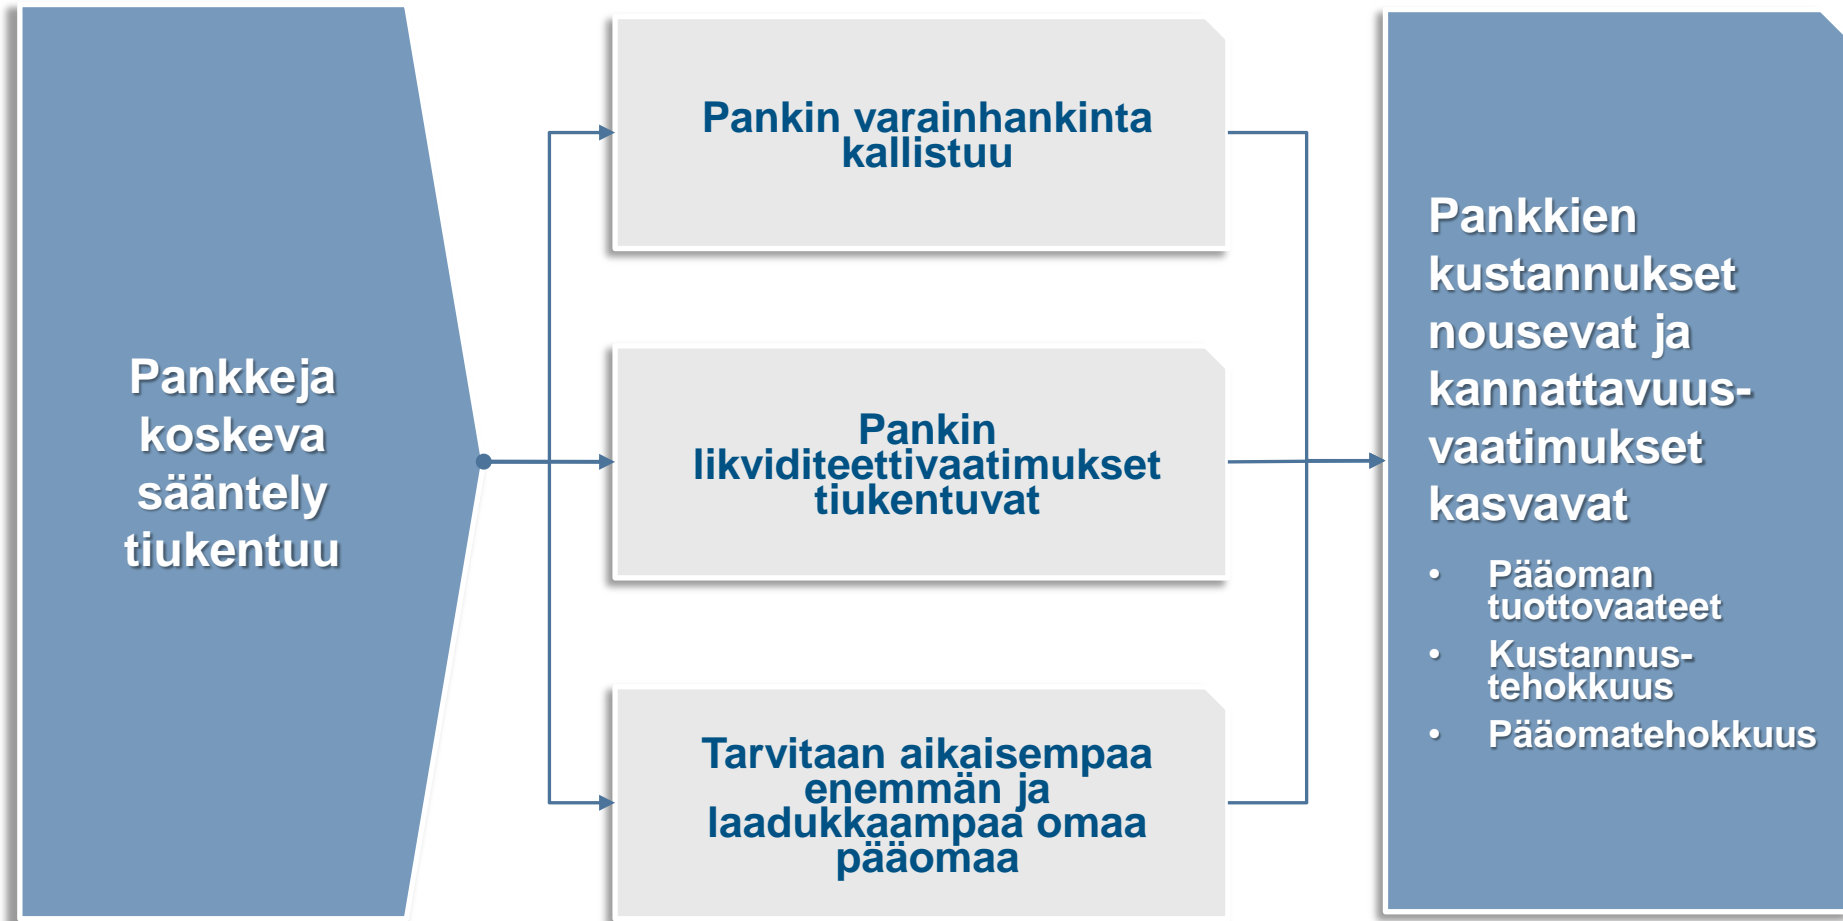 Pankkeja
koskeva
sääntely
tiukentuu
Pankin varainhankinta
kallistuu
Pankin
likviditeettivaatimukset
tiukentuvat
Tarvitaan aikaisempaa
enemmän ja
laadukkaampaa omaa
pääomaa
Pankkien
kustannukset
nousevat ja
kannattavuus-
vaatimukset
kasvavat
• Pääoman
tuottovaateet
• Kustannus-
tehokkuus
• Pääomatehokkuus